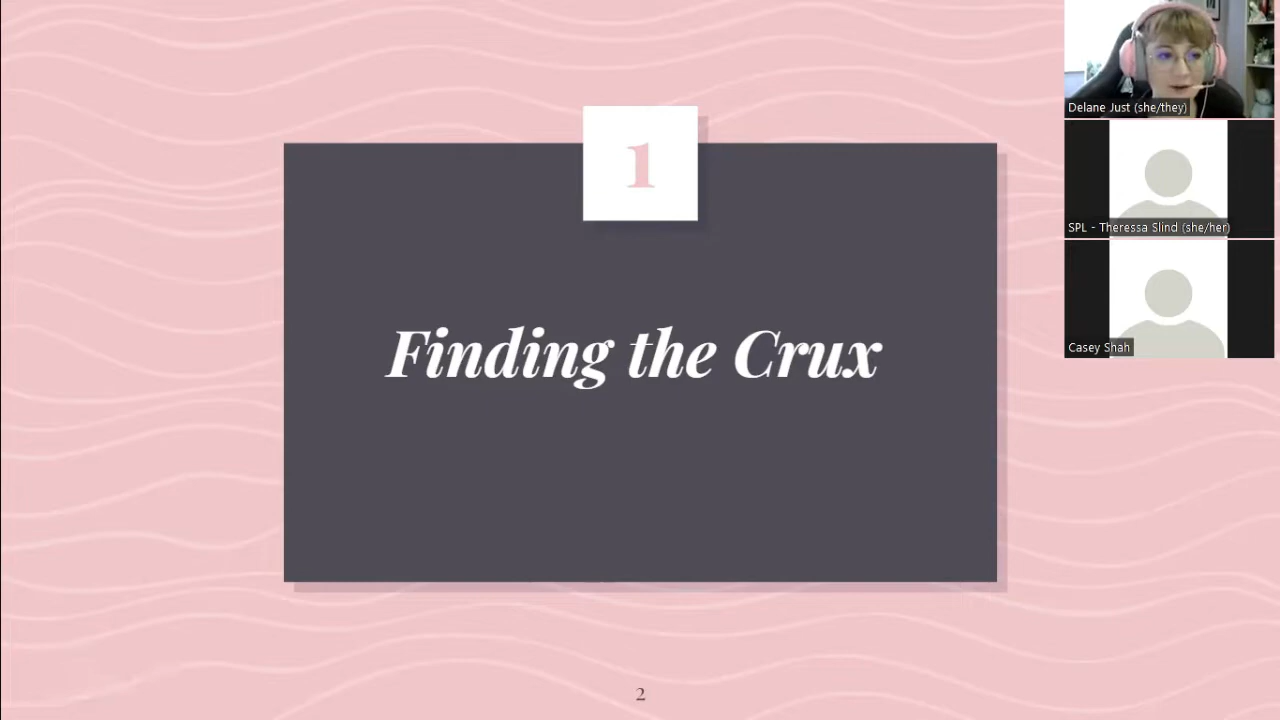 1
Finding the Crux
2
Delane Just (she/they)
SPL - Theressa Slind (she/her)
Casey Shah